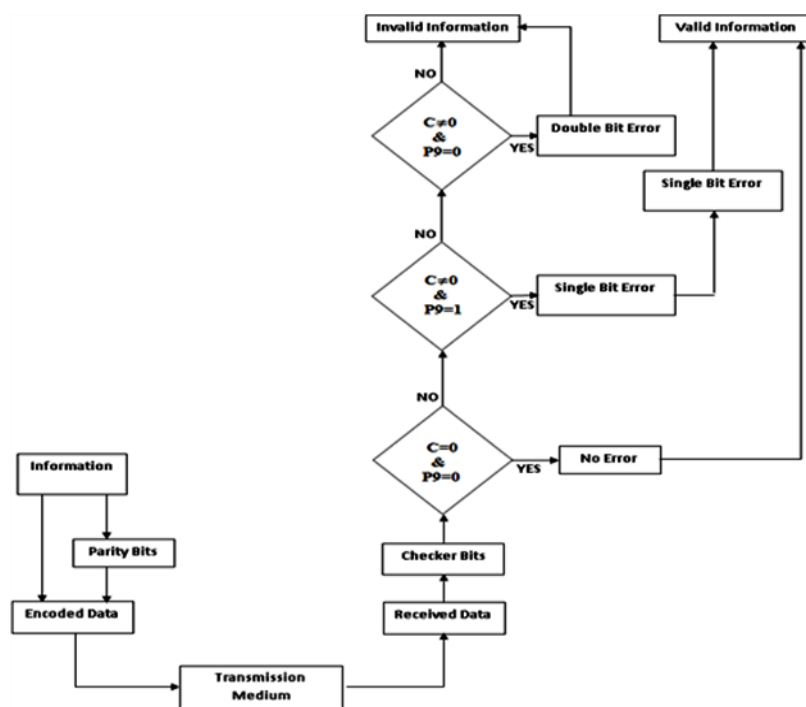 Invalid Information
Valid Information
NO
C≠0
&
P9=0
YES
Double Bit Error
Single Bit Error
NO
C≠0
&
P9=1
YES
Single Bit Error
NO
C=0
&
P9=0
YES
No Error
Information
Parity Bits
Checker Bits
Encoded Data
Received Data
Transmission
Medium